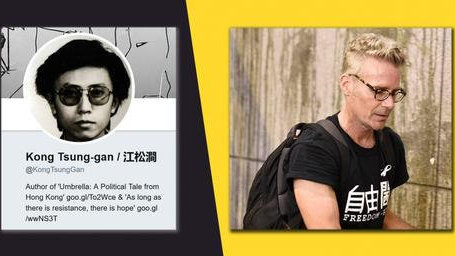 Kong Tsung-gan / 江松澗
@KongTsungGan
Author of 'Umbrella: A Political Tale from
Hong Kong' goo.gl/To2Wce & 'As long as
there is resistance, there is hope' goo.gl
/wwNS3T
自由閪
FREEDOM-